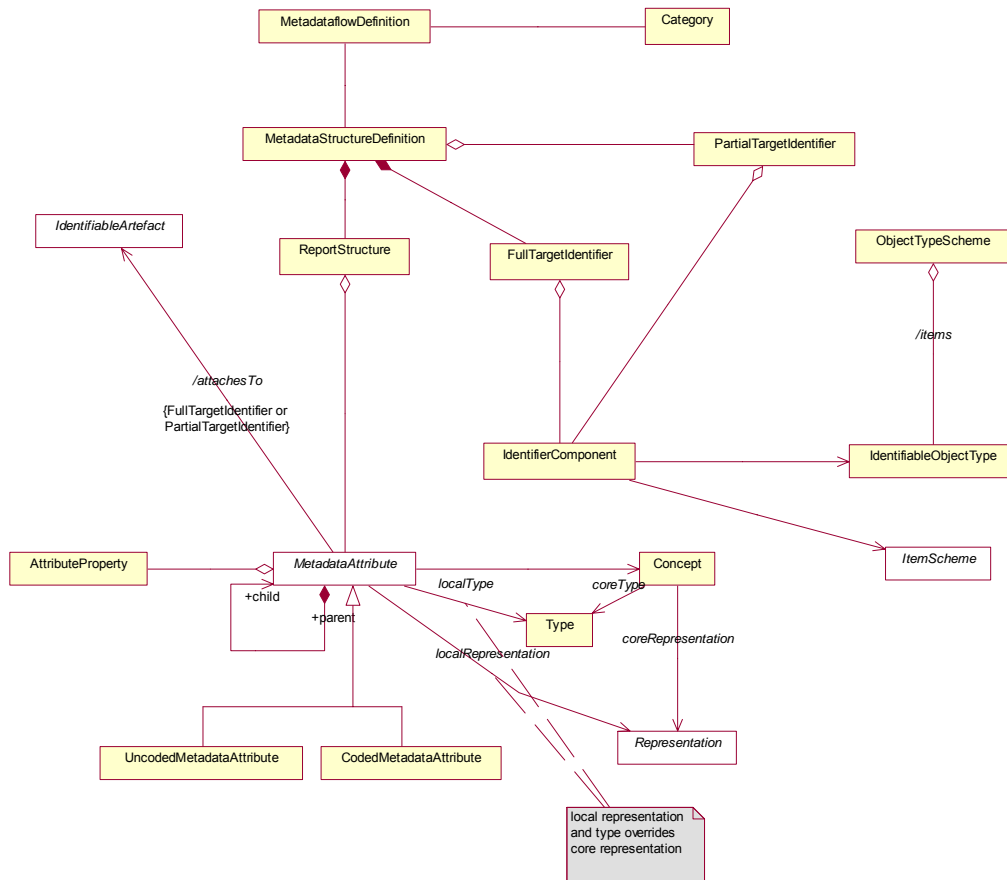 MetadataflowDefinition
Category
MetadataStructureDefinition
PartialTargetIdentifier
IdentifiableArtefact
ReportStructure
FullTargetIdentifier
ObjectTypeScheme
/items
/attachesTo
{FullTargetIdentifier or
PartialTargetIdentifier}
IdentifierComponent
IdentifiableObjectType
ItemScheme
AttributeProperty
MetadataAttribute
Concept
+child
+parent
localType
coreType
Type
localRepresentation
coreRepresentation
Representation
UncodedMetadataAttribute
CodedMetadataAttribute
local representation
and type overrides
core representation